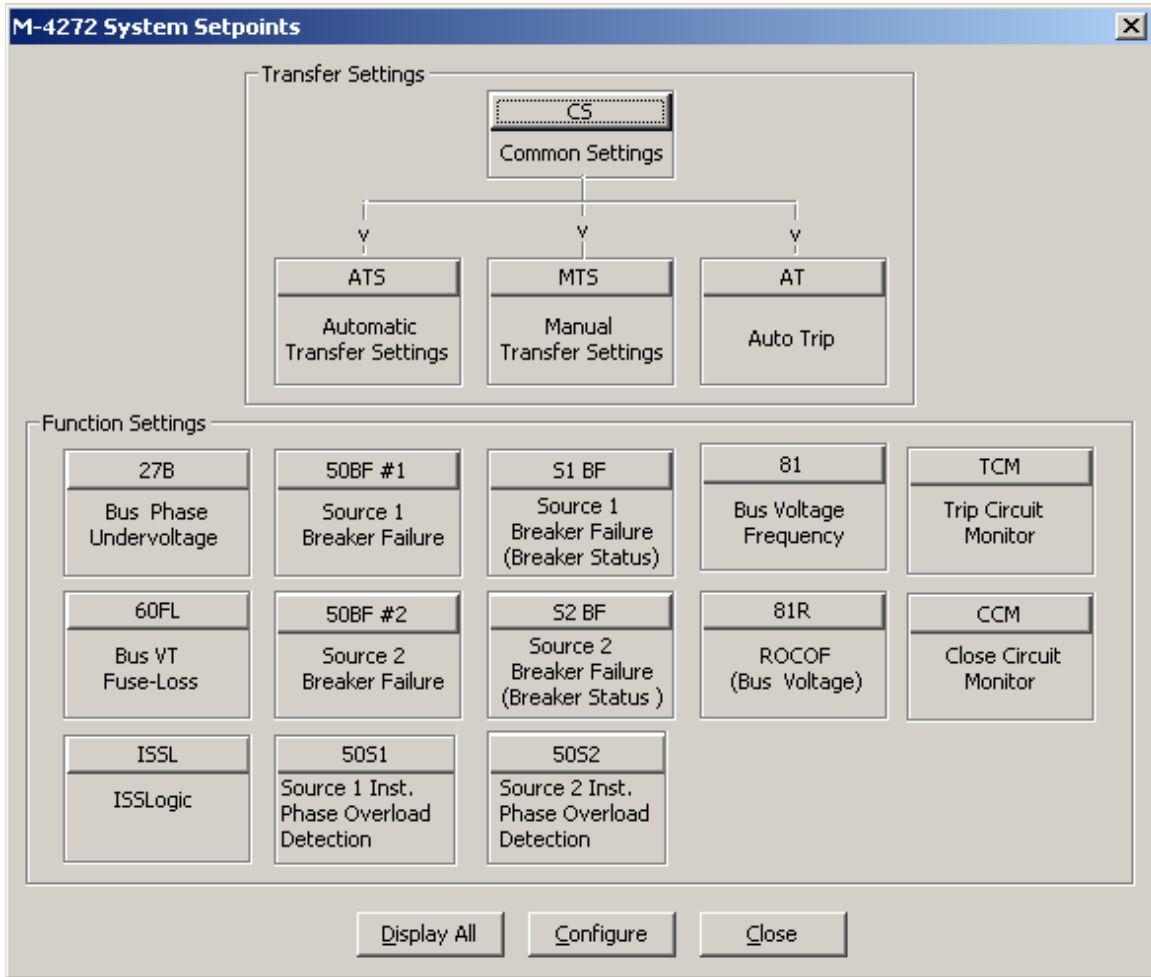 M-4272 System Setpoints
Transfer Settings
CS
Common Settings
ATS
Automatic
Transfer Settings
MTS
Manual
Transfer Settings
AT
Auto Trip
Function Settings
27B
Bus Phase
Undervoltage
50BF #1
Source 1
Breaker Failure
S1 BF
Source 1
Breaker Failure
(Breaker Status)
81
Bus Voltage
Frequency
TCM
Trip Circuit
Monitor
60FL
Bus VT
Fuse-Loss
50BF #2
Source 2
Breaker Failure
S2 BF
Source 2
Breaker Failure
(Breaker Status )
81R
ROCOF
(Bus Voltage)
CCM
Close Circuit
Monitor
ISSL
ISSLogic
50S1
Source 1 Inst.
Phase Overload
Detection
50S2
Source 2 Inst.
Phase Overload
Detection
Display All
Configure
Close